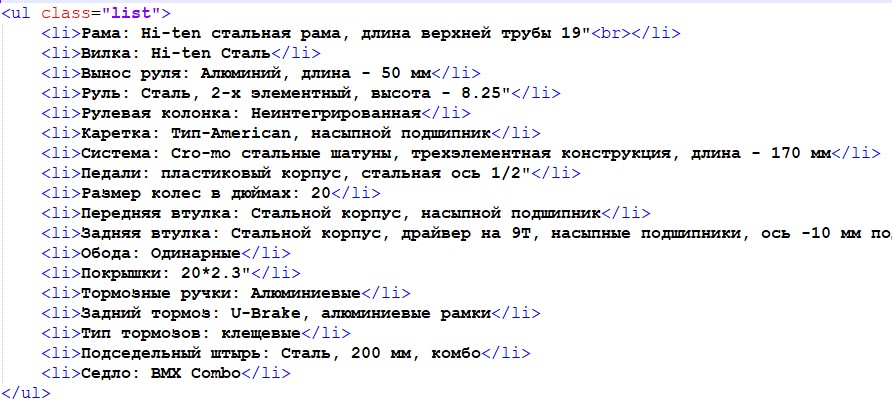 <ul class="list">
<li>Рама: Hi-ten стальная рама, длина верхней трубы 19"<br></li>
<li>Вилка: Hi-ten Сталь</li>
<li>Вынос руля: Алюминий, длина - 50 мм</li>
<li>Руль: Сталь, 2-х элементный, высота - 8.25"</li>
<li>Рулевая колонка: Неинтегрированная</li>
<li>Каретка: Тип-American, насыпной подшипник</li>
<li>Система: Cro-mo стальные шатуны, трехэлементная конструкция, длина - 170 мм</li>
<li>Педали: пластиковый корпус, стальная ось 1/2"</li>
<li>Размер колес в дюймах: 20</li>
<li>Передняя втулка: Стальной корпус, насыпной подшипник</li>
<li>Задняя втулка: Стальной корпус, драйвер на 9Т, насыпные подшипники, ось -10 мм
<li>Обода: Одинарные</li>
<li>Покрышки: 20*2.3"</li>
<li>Тормозные ручки: Алюминиевые</li>
<li>Задний тормоз: U-Brake, алюминиевые рамки</li>
<li>Тип тормозов: клещевые</li>
<li>Подседельный штырь: Сталь, 200 мм, комбо</li>
<li>Седло: BMX Combo</li>
</ul>